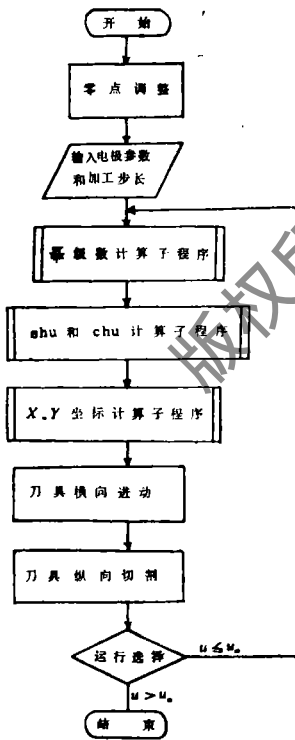 开始
零点调整
输入电极参数
和加工步长
幂级数计算子程序
shu 和 chu 计算子程序
X.Y 坐标计算子程序
刀具横向进动
刀具纵向切割
运行选择
u≤u。
u>u。
结束
版权